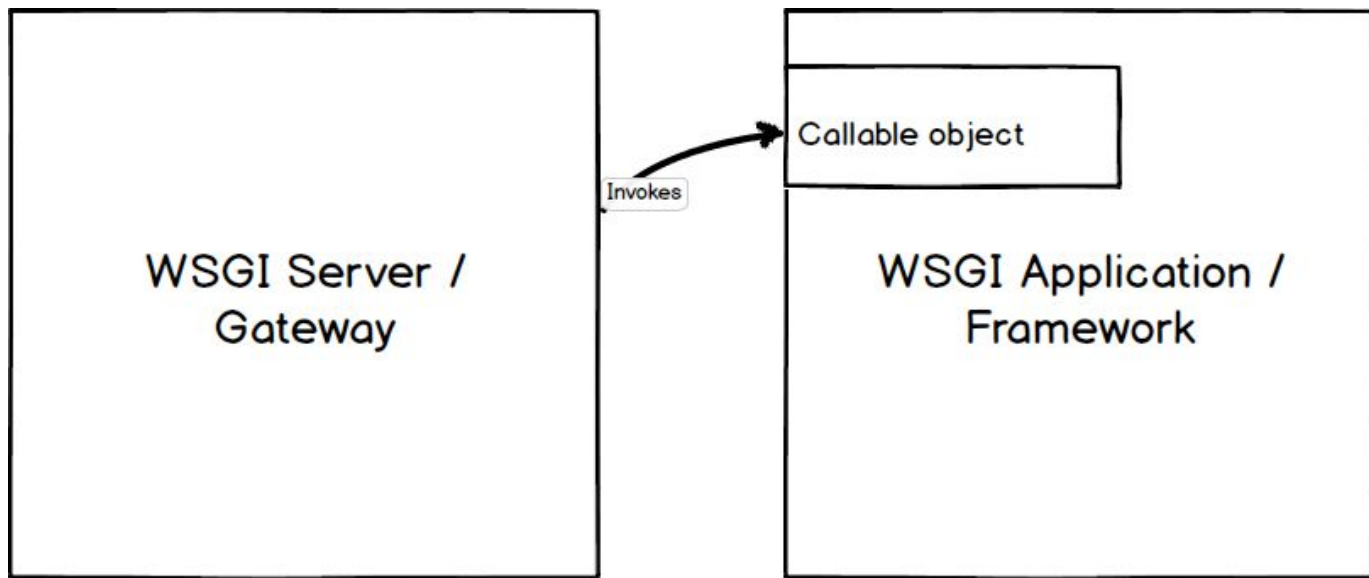 Callable object
Invokes
WSGI Server /
Gateway
WSGI Application /
Framework